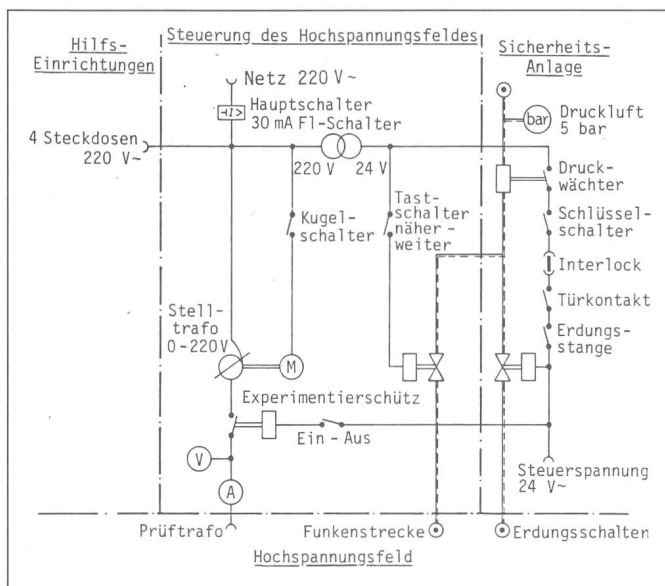 Hilfs-
Einrichtungen
Steuerung des Hochspannungsfeldes
Sicherheits-
Anlage
Netz 220 V~
Hauptschalter
30 mA FI-Schalter
bar
Druckluft
5 bar
4 Steckdosen
220 V~
220 V
24 V
Druck-
wächter
Kugel-
schalter
Tast-
schalter
näher-
weiter
Schlüssel-
schalter
Interlock
Türkontakt
Erdungs-
stange
Stell-
trafo
0-220V
M
Experimentierschütz
Ein-Aus
V
A
Steuerspannung
24 V~
Prüftrafo
Funkenstrecke
Erdungsschalten
Hochspannungsfeld